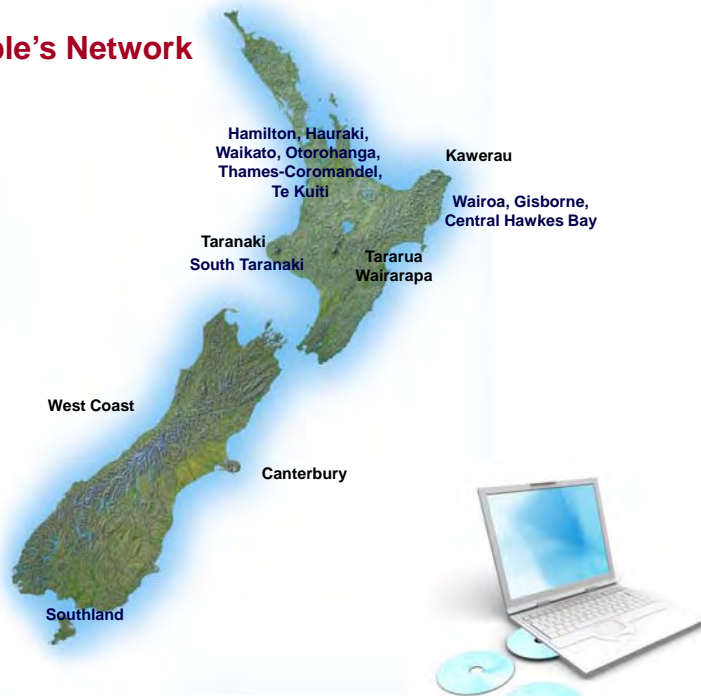 ple's Network
Hamilton, Hauraki,
Waikato, Otorohanga,
Thames-Coromandel,
Te Kuiti
Kawerau
Wairoa, Gisborne,
Central Hawkes Bay
Taranaki
South Taranaki
Tararua
Wairarapa
West Coast
Canterbury
Southland